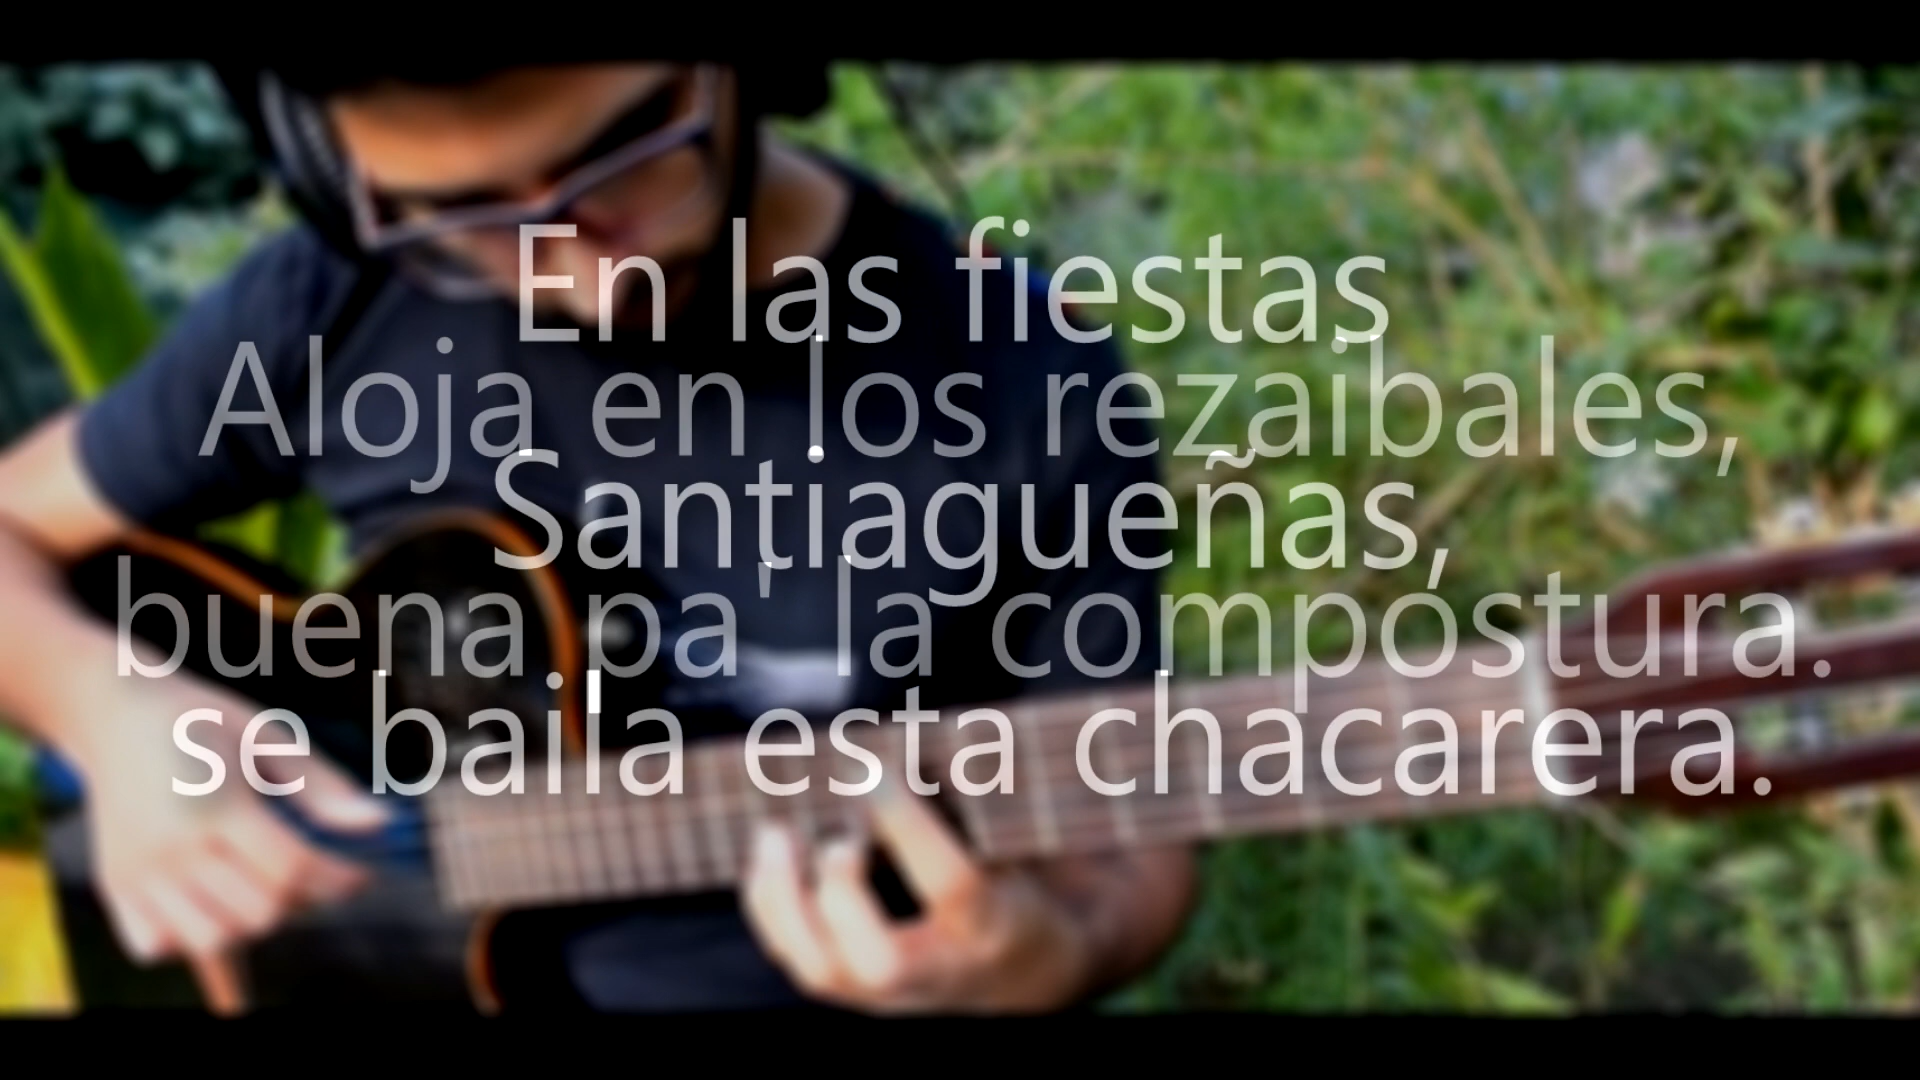 En las fiestas
Aloja en los rezaibales,
Santiagueñas,
buena pa' la compostura.
se baila esta chacarera.